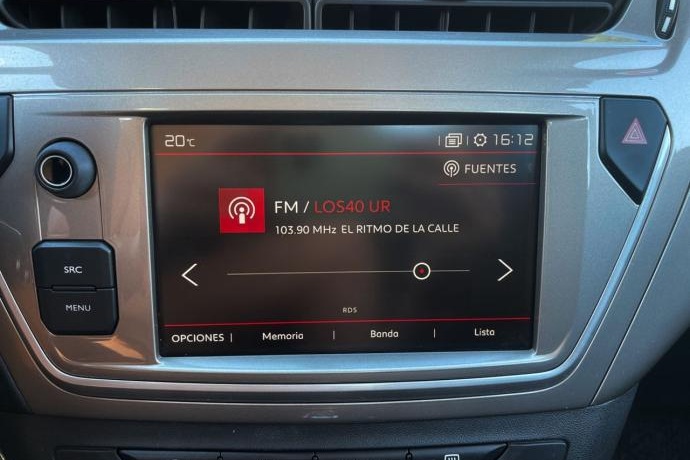 20°C 16:12
FUENTES
FM / LOS40 UR
103.90 MHz EL RITMO DE LA CALLE
RDS
OPCIONES | Memoria | Banda | Lista
SRC
MENU